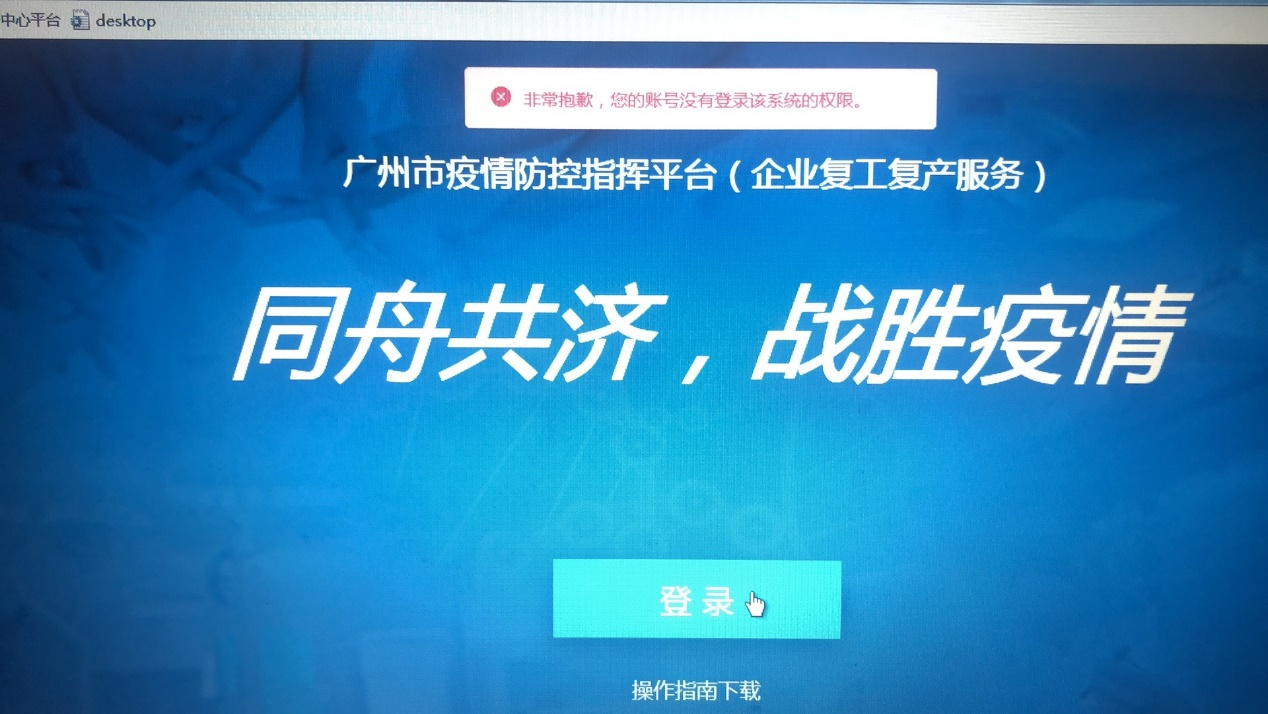 中心平台 desktop
非常抱歉，您的账号没有登录该系统的权限。
广州市疫情防控指挥平台（企业复工复产服务）
同舟共济，战胜疫情
登 录
操作指南下载